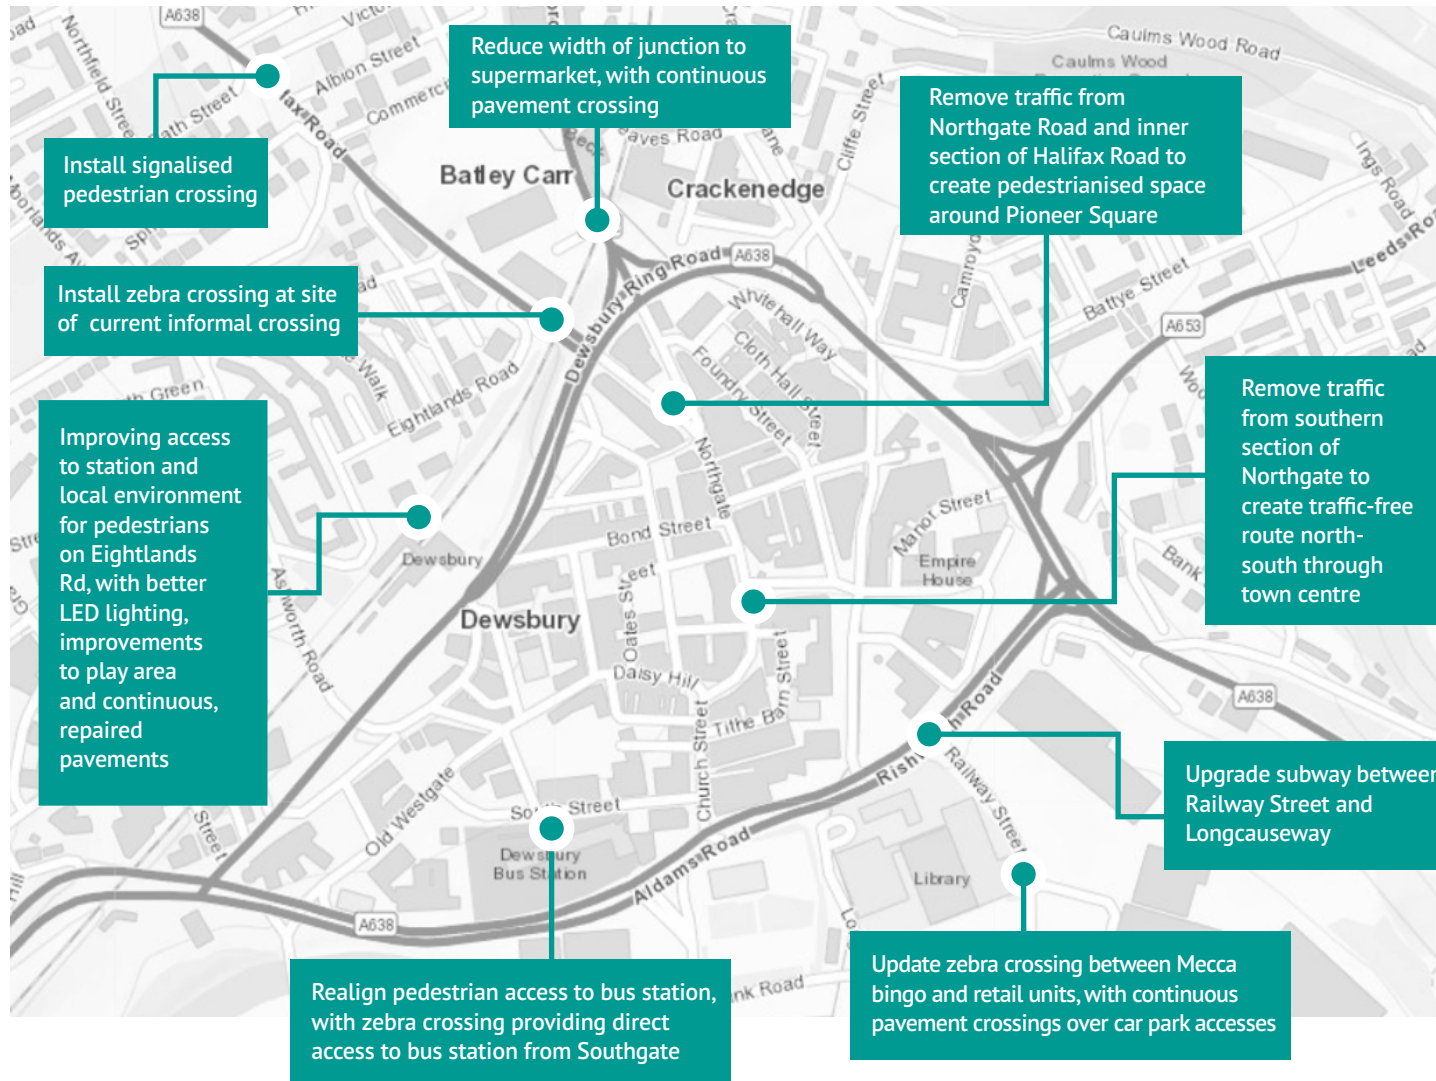 A638
Albion Street
Northfield Street
Reduce width of junction to
supermarket, with continuous
pavement crossing
Caulms Wood Road
Caulms Wood
Remove traffic from
Northgate Road and inner
section of Halifax Road to
create pedestrianised space
around Pioneer Square
Cliffe Street
Ings Road
Install signalised
pedestrian crossing
Batley Carr
Crackenedge
Dewsbury Ring Road
A638
Battye Street
A653
Install zebra crossing at site
of current informal crossing
Whitehall Way
Cloth Hall Street
Foundry Street
Eightlands Road
Northgate
Remove traffic
from southern
section of
Northgate to
create traffic-free
route north-
south through
town centre
Improving access
to station and
local environment
for pedestrians
on Eightlands
Rd, with better
LED lighting,
improvements
to play area
and continuous,
repaired
pavements
Bond Street
Manor Street
Dewsbury
Empire
House
Bank
Ashworth Road
Dewsbury
Oates Street
Daisy Hill
Tithe Barn Street
Church Street
A638
Railway Street
Upgrade subway between
Railway Street and
Longcauseway
Old Westgate
Street
Street
Dewsbury
Bus Station
Aldams Road
Library
A638
Realign pedestrian access to bus station,
with zebra crossing providing direct
access to bus station from Southgate
Road
Update zebra crossing between Mecca
bingo and retail units, with continuous
pavement crossings over car park accesses